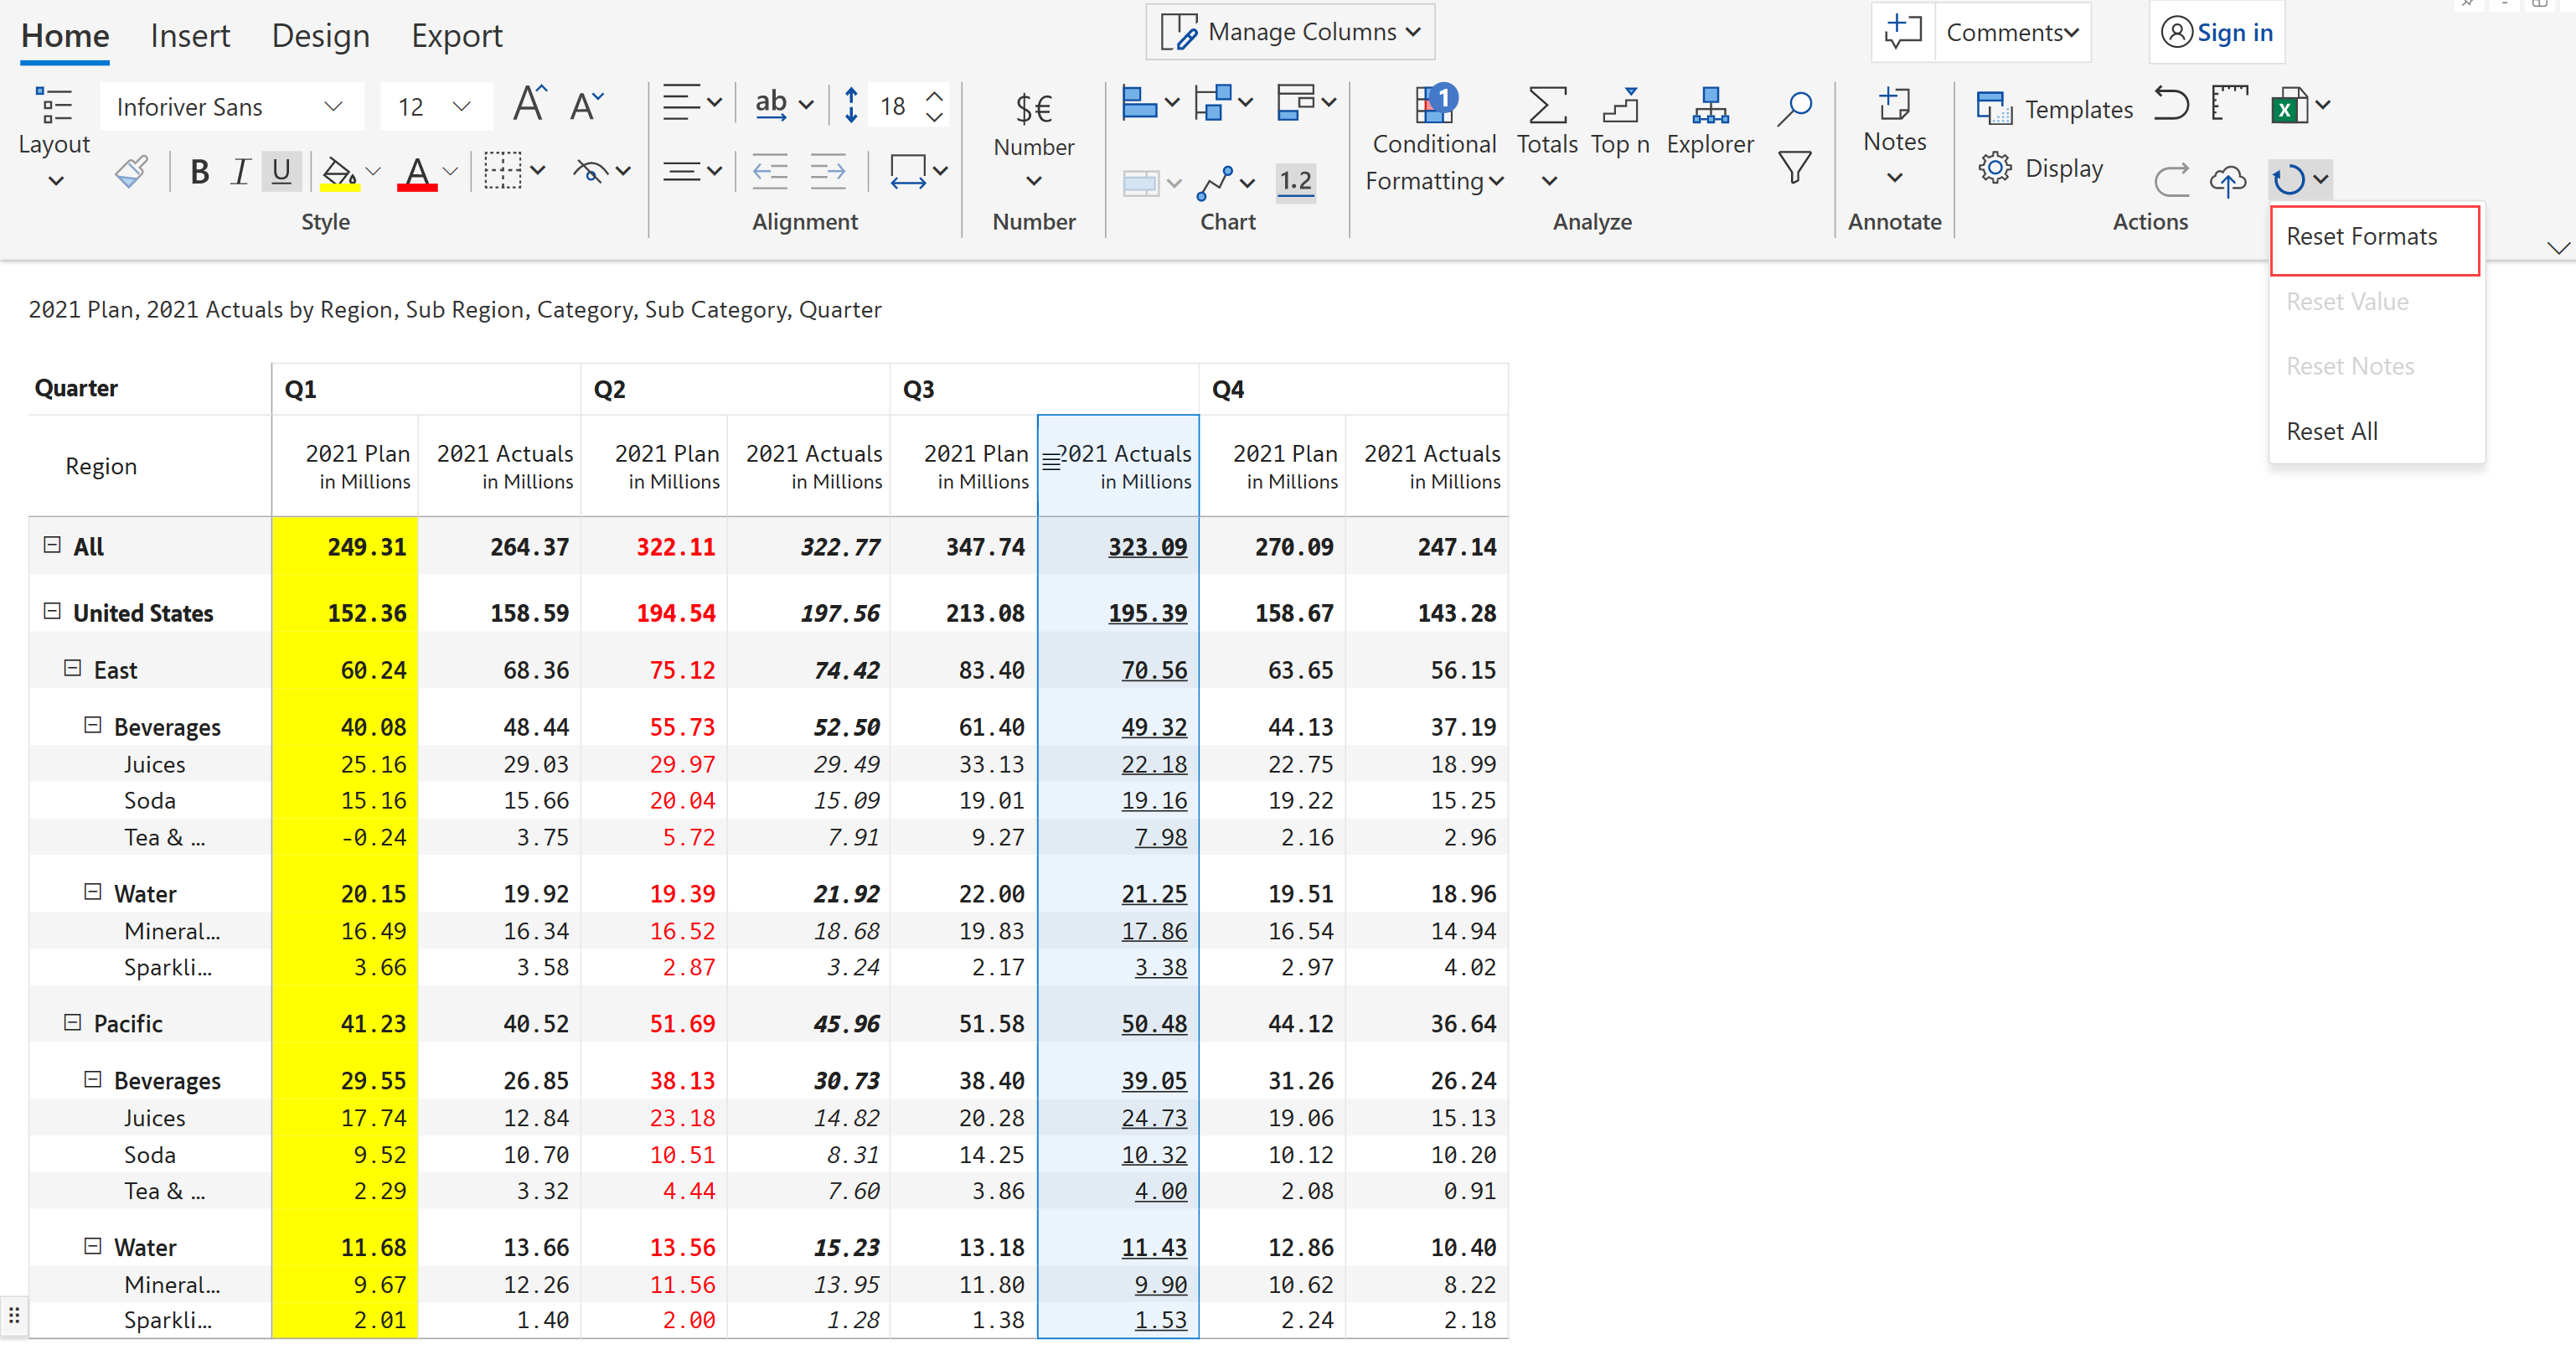 Home Insert Design Export Manage Columns Comments Sign in
Inforiver Sans 12 A A ab 18 $€ 1 Templates
Layout Number Conditional Totals Top n Explorer Notes
B I U A 1.2 Formatting Display
Style Alignment Number Chart Analyze Annotate Actions
Reset Formats
Reset Value
Reset Notes
Reset All
2021 Plan, 2021 Actuals by Region, Sub Region, Category, Sub Category, Quarter
Quarter Q1 Q2 Q3 Q4
Region 2021 Plan 2021 Actuals 2021 Plan 2021 Actuals 2021 Plan 2021 Actuals 2021 Plan 2021 Actuals
in Millions in Millions in Millions in Millions in Millions in Millions in Millions in Millions
All 249.31 264.37 322.11 322.77 347.74 323.09 270.09 247.14
United States 152.36 158.59 194.54 197.56 213.08 195.39 158.67 143.28
East 60.24 68.36 75.12 74.42 83.40 70.56 63.65 56.15
Beverages 40.08 48.44 55.73 52.50 61.40 49.32 44.13 37.19
Juices 25.16 29.03 29.97 29.49 33.13 22.18 22.75 18.99
Soda 15.16 15.66 20.04 15.09 19.01 19.16 19.22 15.25
Tea & ... -0.24 3.75 5.72 7.91 9.27 7.98 2.16 2.96
Water 20.15 19.92 19.39 21.92 22.00 21.25 19.51 18.96
Mineral... 16.49 16.34 16.52 18.68 19.83 17.86 16.54 14.94
Sparkli... 3.66 3.58 2.87 3.24 2.17 3.38 2.97 4.02
Pacific 41.23 40.52 51.69 45.96 51.58 50.48 44.12 36.64
Beverages 29.55 26.85 38.13 30.73 38.40 39.05 31.26 26.24
Juices 17.74 12.84 23.18 14.82 20.28 24.73 19.06 15.13
Soda 9.52 10.70 10.51 8.31 14.25 10.32 10.12 10.20
Tea & ... 2.29 3.32 4.44 7.60 3.86 4.00 2.08 0.91
Water 11.68 13.66 13.56 15.23 13.18 11.43 12.86 10.40
Mineral... 9.67 12.26 11.56 13.95 11.80 9.90 10.62 8.22
Sparkli... 2.01 1.40 2.00 1.28 1.38 1.53 2.24 2.18